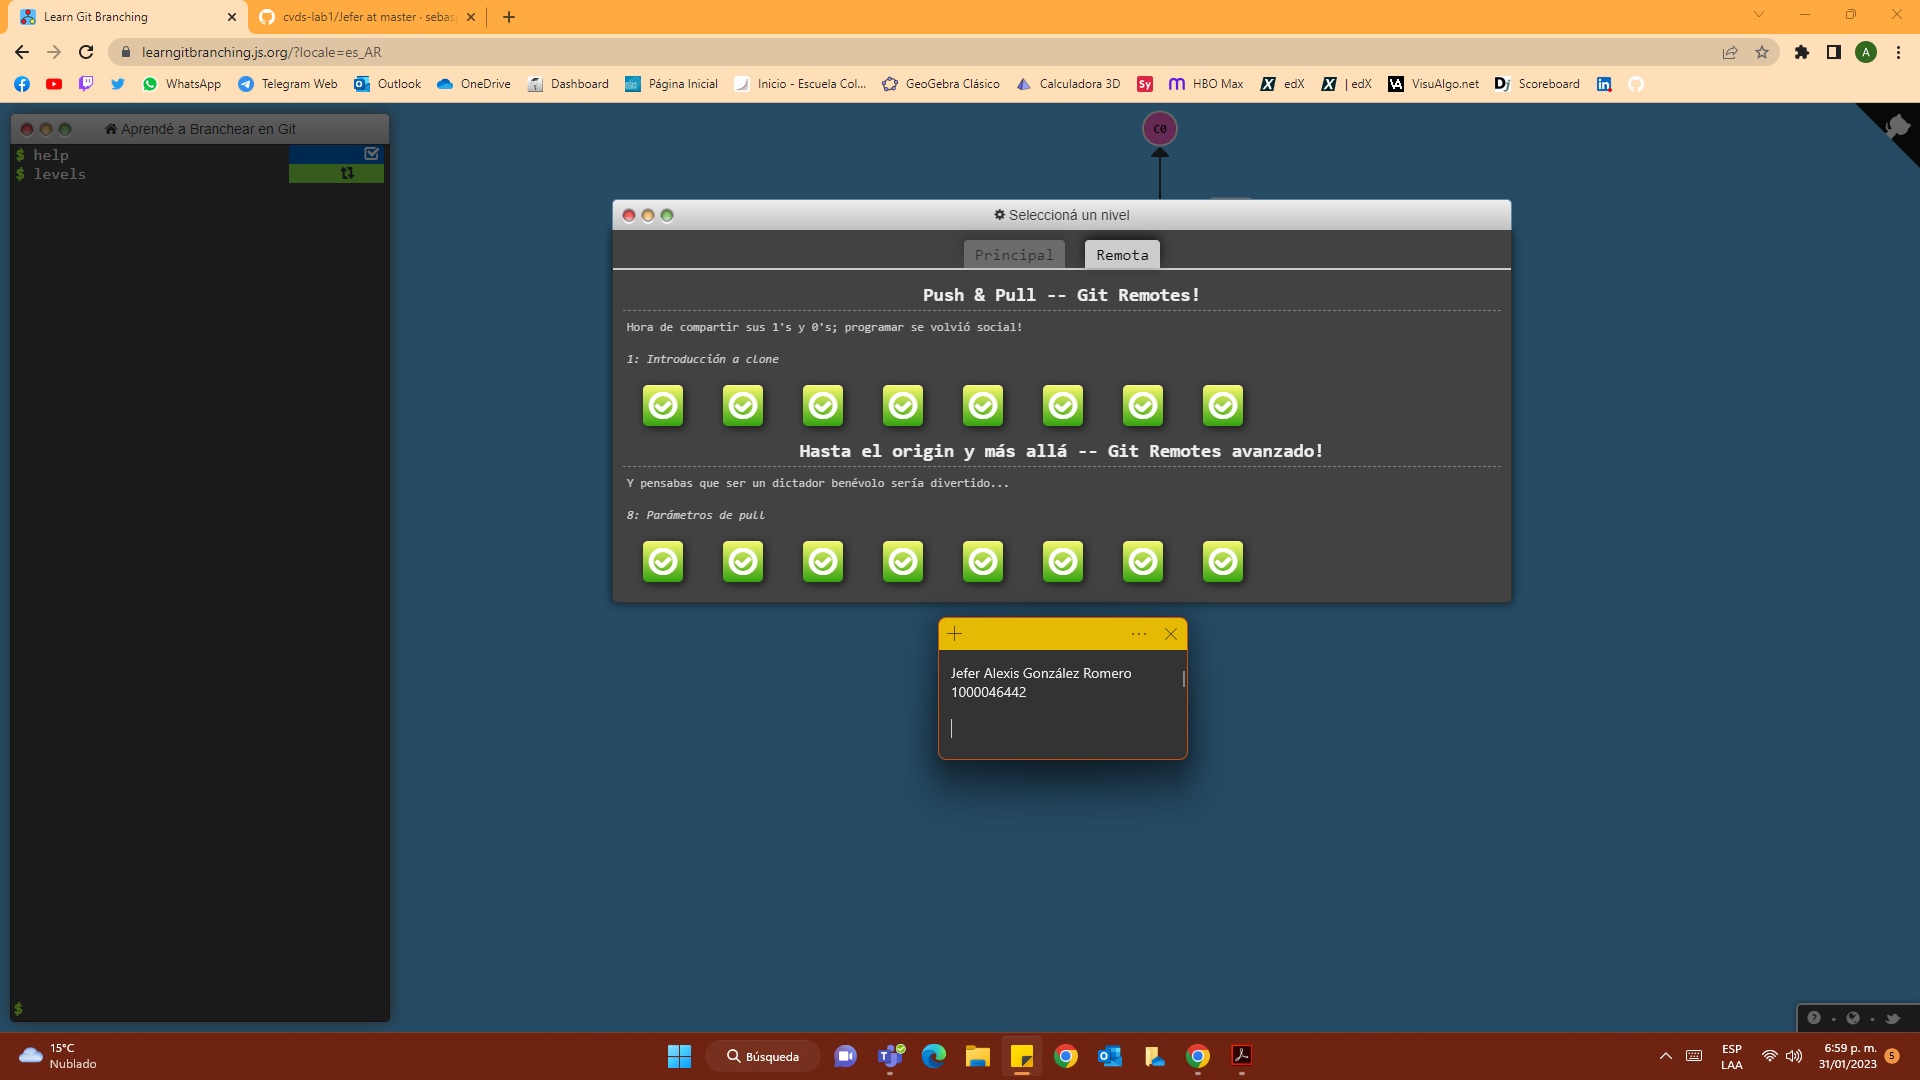 Learn Git Branching
cvds-lab1/Jefer at master · sebas
learngitbranching.js.org/?locale=es_AR
A
WhatsApp
Telegram Web
Outlook
OneDrive
Dashboard
Página Inicial
Inicio - Escuela Col...
GeoGebra Clásico
Calculadora 3D
Sy
HBO Max
edX
| edX
VisuAlgo.net
Scoreboard
Aprendé a Branchear en Git
$ help
$ levels
$
C0
Seleccioná un nivel
Principal
Remota
Push & Pull -- Git Remotes!
Hora de compartir sus 1's y 0's; programar se volvió social!
1: Introducción a clone
Hasta el origin y más allá -- Git Remotes avanzado!
Y pensabas que ser un dictador benévolo sería divertido...
8: Parámetros de pull
Jefer Alexis González Romero
1000046442
15°C
Nublado
Búsqueda
ESP
LAA
6:59 p. m.
31/01/2023
5